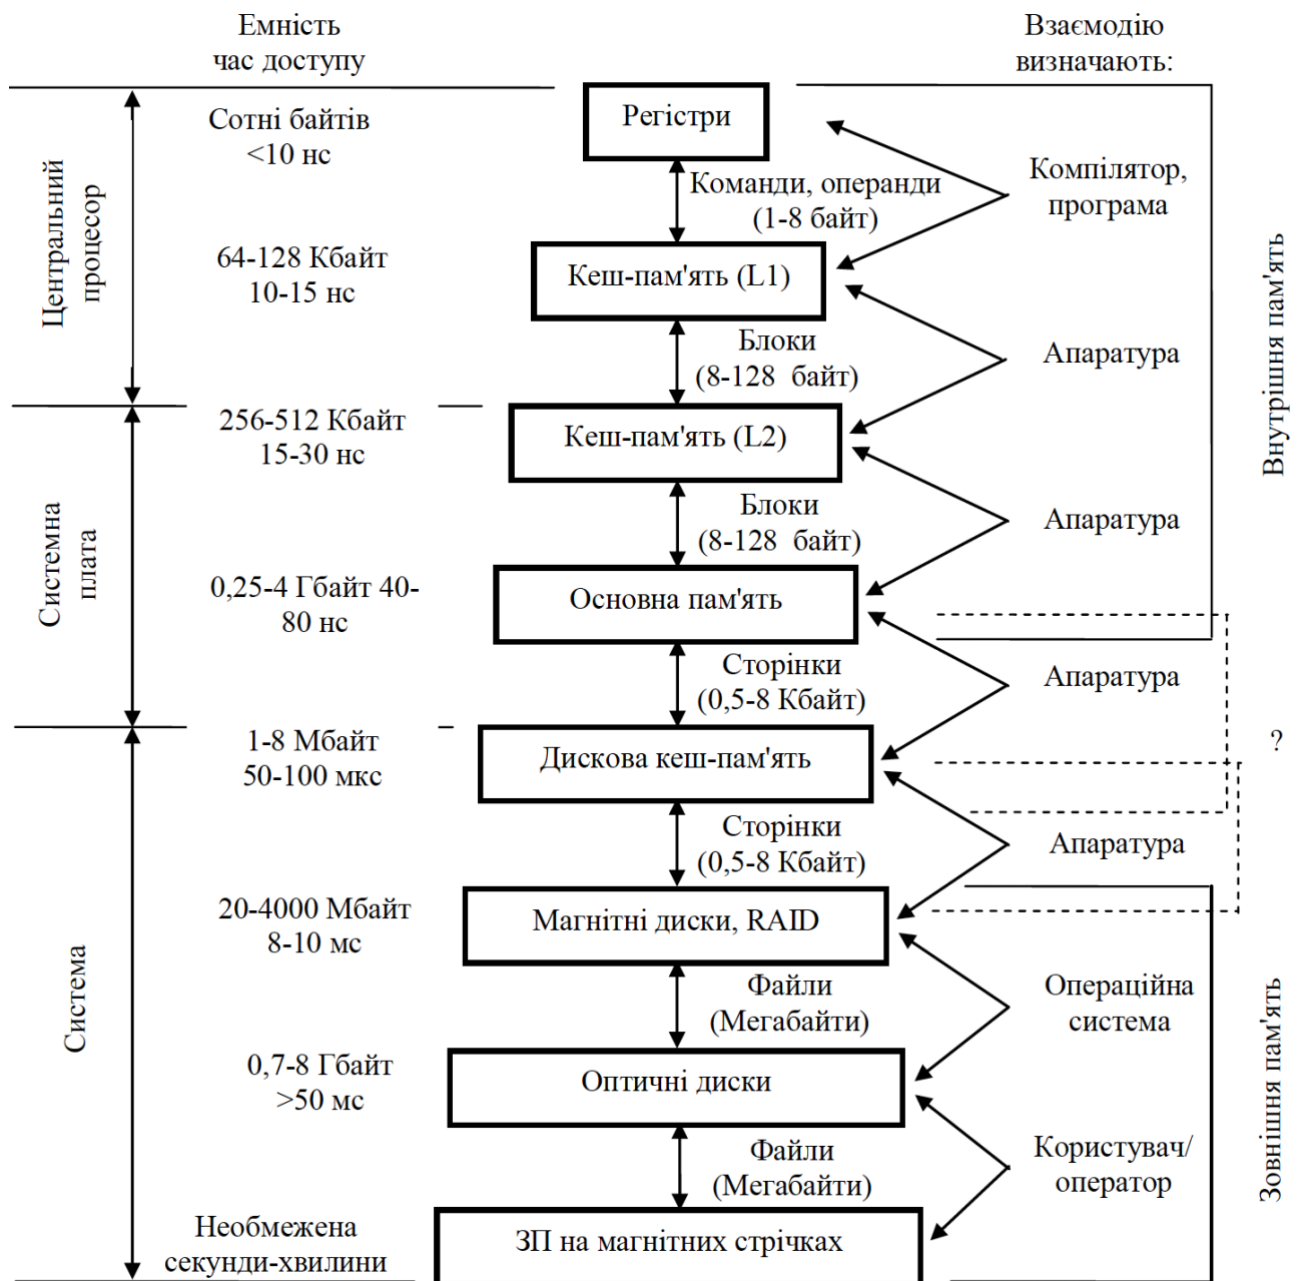 Емність
час доступу
Взаємодію
визначають:
Сотні байтів
<10 нс
Регістри
Команди, операнди
(1-8 байт)
Компілятор,
програма
Центральний
процесор
64-128 Кбайт
10-15 нс
Кеш-пам'ять (L1)
Блоки
(8-128 байт)
Апаратура
Внутрішня пам'ять
256-512 Кбайт
15-30 нс
Кеш-пам'ять (L2)
Блоки
(8-128 байт)
Апаратура
Системна
плата
0,25-4 Гбайт 40-
80 нс
Основна пам'ять
Сторінки
(0,5-8 Кбайт)
Апаратура
1-8 Мбайт
50-100 мкс
Дискова кеш-пам'ять
?
Сторінки
(0,5-8 Кбайт)
Апаратура
20-4000 Мбайт
8-10 мс
Магнітні диски, RAID
Система
Файли
(Мегабайти)
Операційна
система
0,7-8 Гбайт
>50 мс
Оптичні диски
Зовнішня пам'ять
Файли
(Мегабайти)
Користувач/
оператор
Необмежена
секунди-хвилини
ЗП на магнітних стрічках